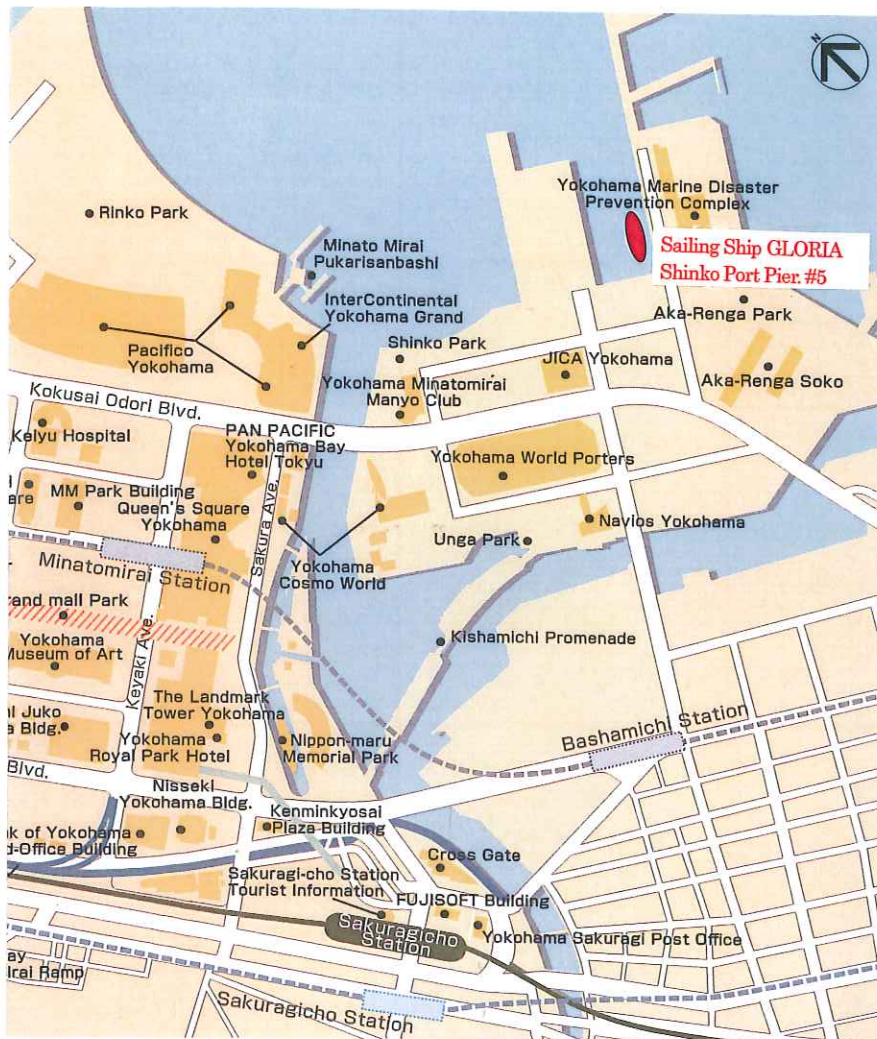 N
Yokohama Marine Disaster
Prevention Complex
Rinko Park
Sailing Ship GLORIA
Shinko Port Pier. #5
Minato Mirai
Pukarisanbashi
InterContinental
Yokohama Grand
Aka-Renga Park
Pacifico
Yokohama
Shinko Park
JICA Yokohama
Aka-Renga Soko
Yokohama Minatomirai
Manyo Club
Kokusai Odori Blvd.
Keiyu Hospital
PAN PACIFIC
Yokohama Bay
Hotel Tokyu
Yokohama World Porters
MM Park Building
Queen's Square
Yokohama
Sakura Ave.
Navios Yokohama
Unga Park
Yokohama
Cosmo World
Minatomirai Station
rand mall Park
Kishamichi Promenade
Yokohama
Museum of Art
Keyaki Ave.
The Landmark
Tower Yokohama
Juko
a Bldg.
Yokohama
Royal Park Hotel
Nippon-maru
Memorial Park
Bashamichi Station
Blvd.
Nisseki
Yokohama Bldg.
Kenminkyosai
Plaza Building
k of Yokohama
d-Office Building
Cross Gate
Sakuragi-cho Station
Tourist Information
FUJISOFT Building
Sakuragicho
Station
Yokohama Sakuragi Post Office
ay
irai Ramp
Sakuragicho Station